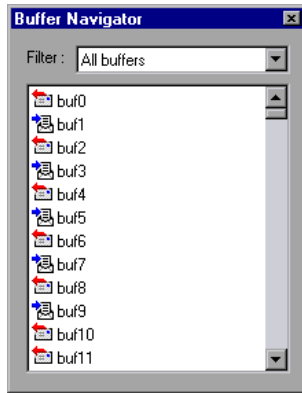 Buffer Navigator
Filter : All buffers
buf0
buf1
buf2
buf3
buf4
buf5
buf6
buf7
buf8
buf9
buf10
buf11